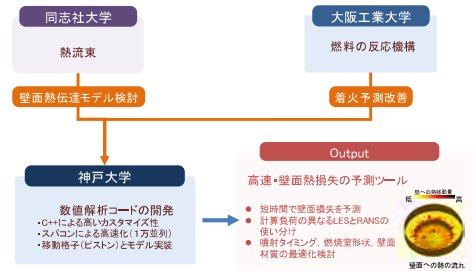 同志社大学
熱流束
大阪工業大学
燃料の反応機構
壁面熱伝達モデル検討
着火予測改善
神戸大学
数値解析コードの開発
・C++による高いカスタマイズ性
・スパコンによる高速化（1万並列）
・移動格子（ピストン）とモデル実装
Output
高速・壁面熱損失の予測ツール
● 短時間で壁面損失を予測
● 計算負荷の異なるLESとRANSの
使い分け
● 噴射タイミング、燃焼室形状、壁面
材質の最適化検討
壁への熱移動量
低 高
壁面への熱の流れ